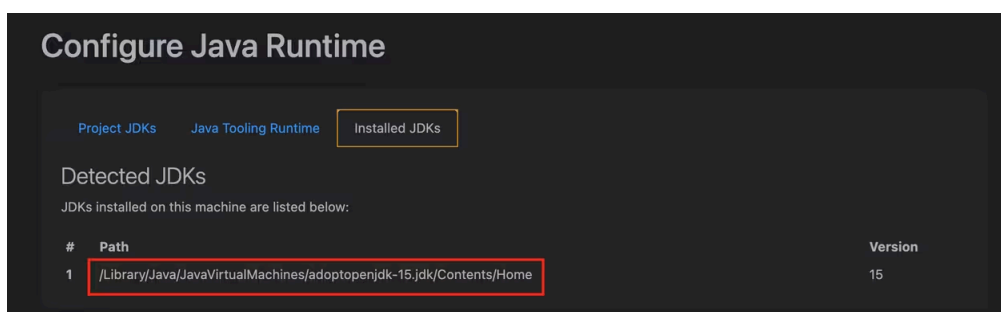 Configure Java Runtime
Project JDKs Java Tooling Runtime Installed JDKs
Detected JDKs
JDKs installed on this machine are listed below:
# Path Version
1 /Library/Java/JavaVirtualMachines/adoptopenjdk-15.jdk/Contents/Home 15